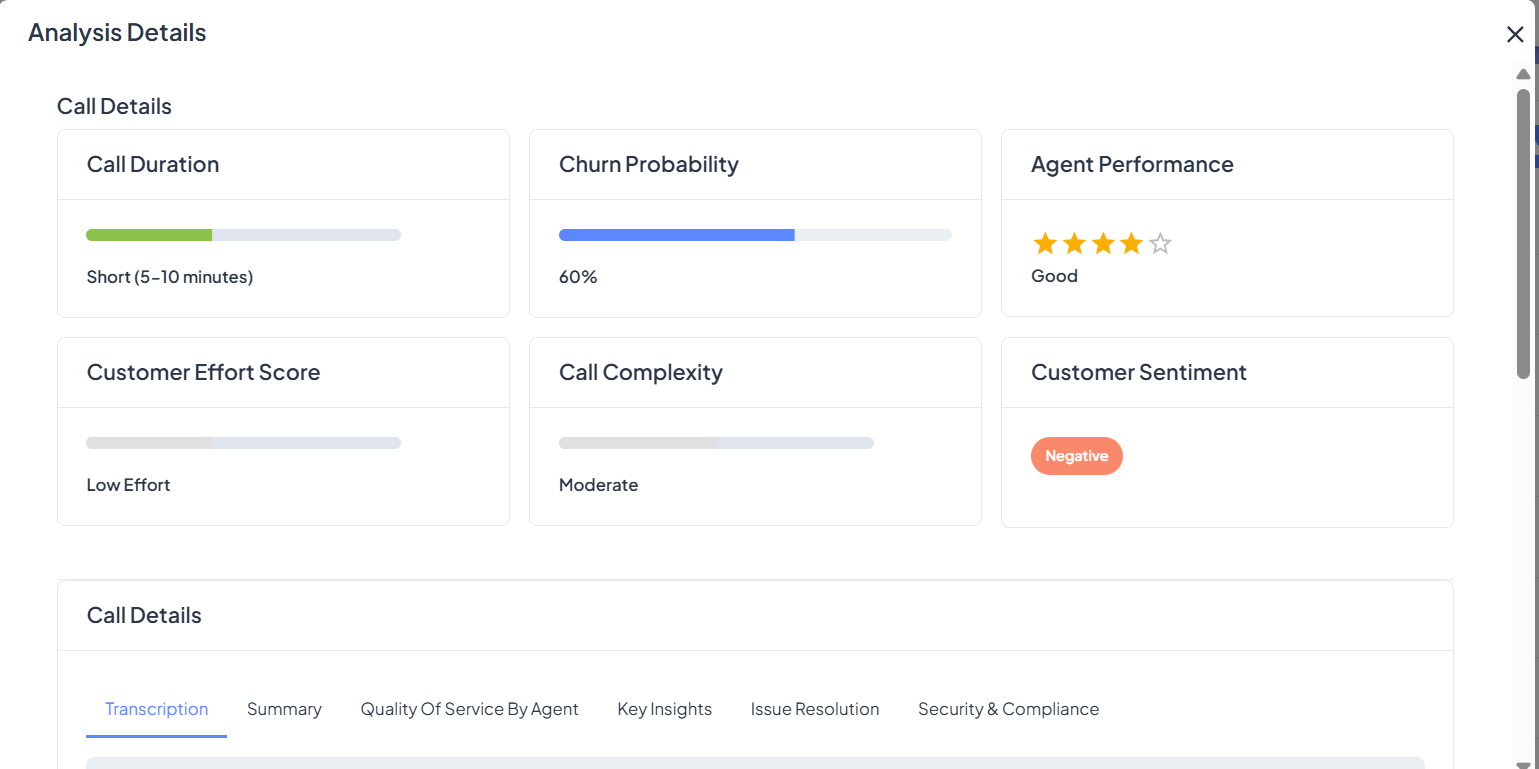 Analysis Details
Call Details
Call Duration
Short (5–10 minutes)
Churn Probability
60%
Agent Performance
Good
Customer Effort Score
Low Effort
Call Complexity
Moderate
Customer Sentiment
Negative
Call Details
Transcription
Summary
Quality Of Service By Agent
Key Insights
Issue Resolution
Security & Compliance